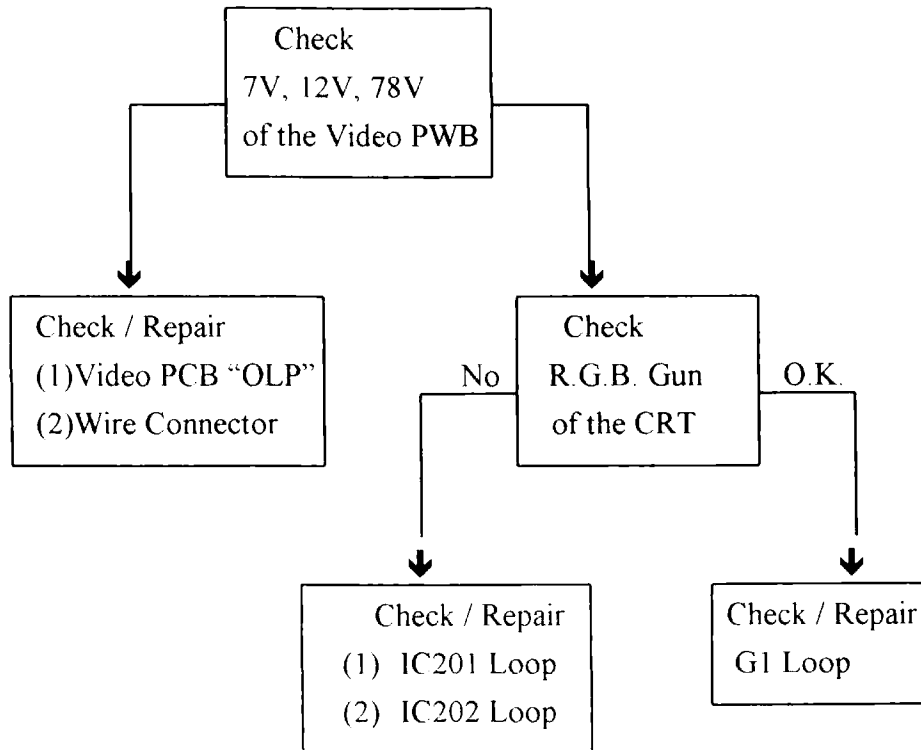 Check
7V, 12V, 78V
of the Video PWB
Check / Repair
(1)Video PCB “OLP”
(2)Wire Connector
No
Check
R.G.B. Gun
of the CRT
O.K.
Check / Repair
(1) IC201 Loop
(2) IC202 Loop
Check / Repair
G1 Loop